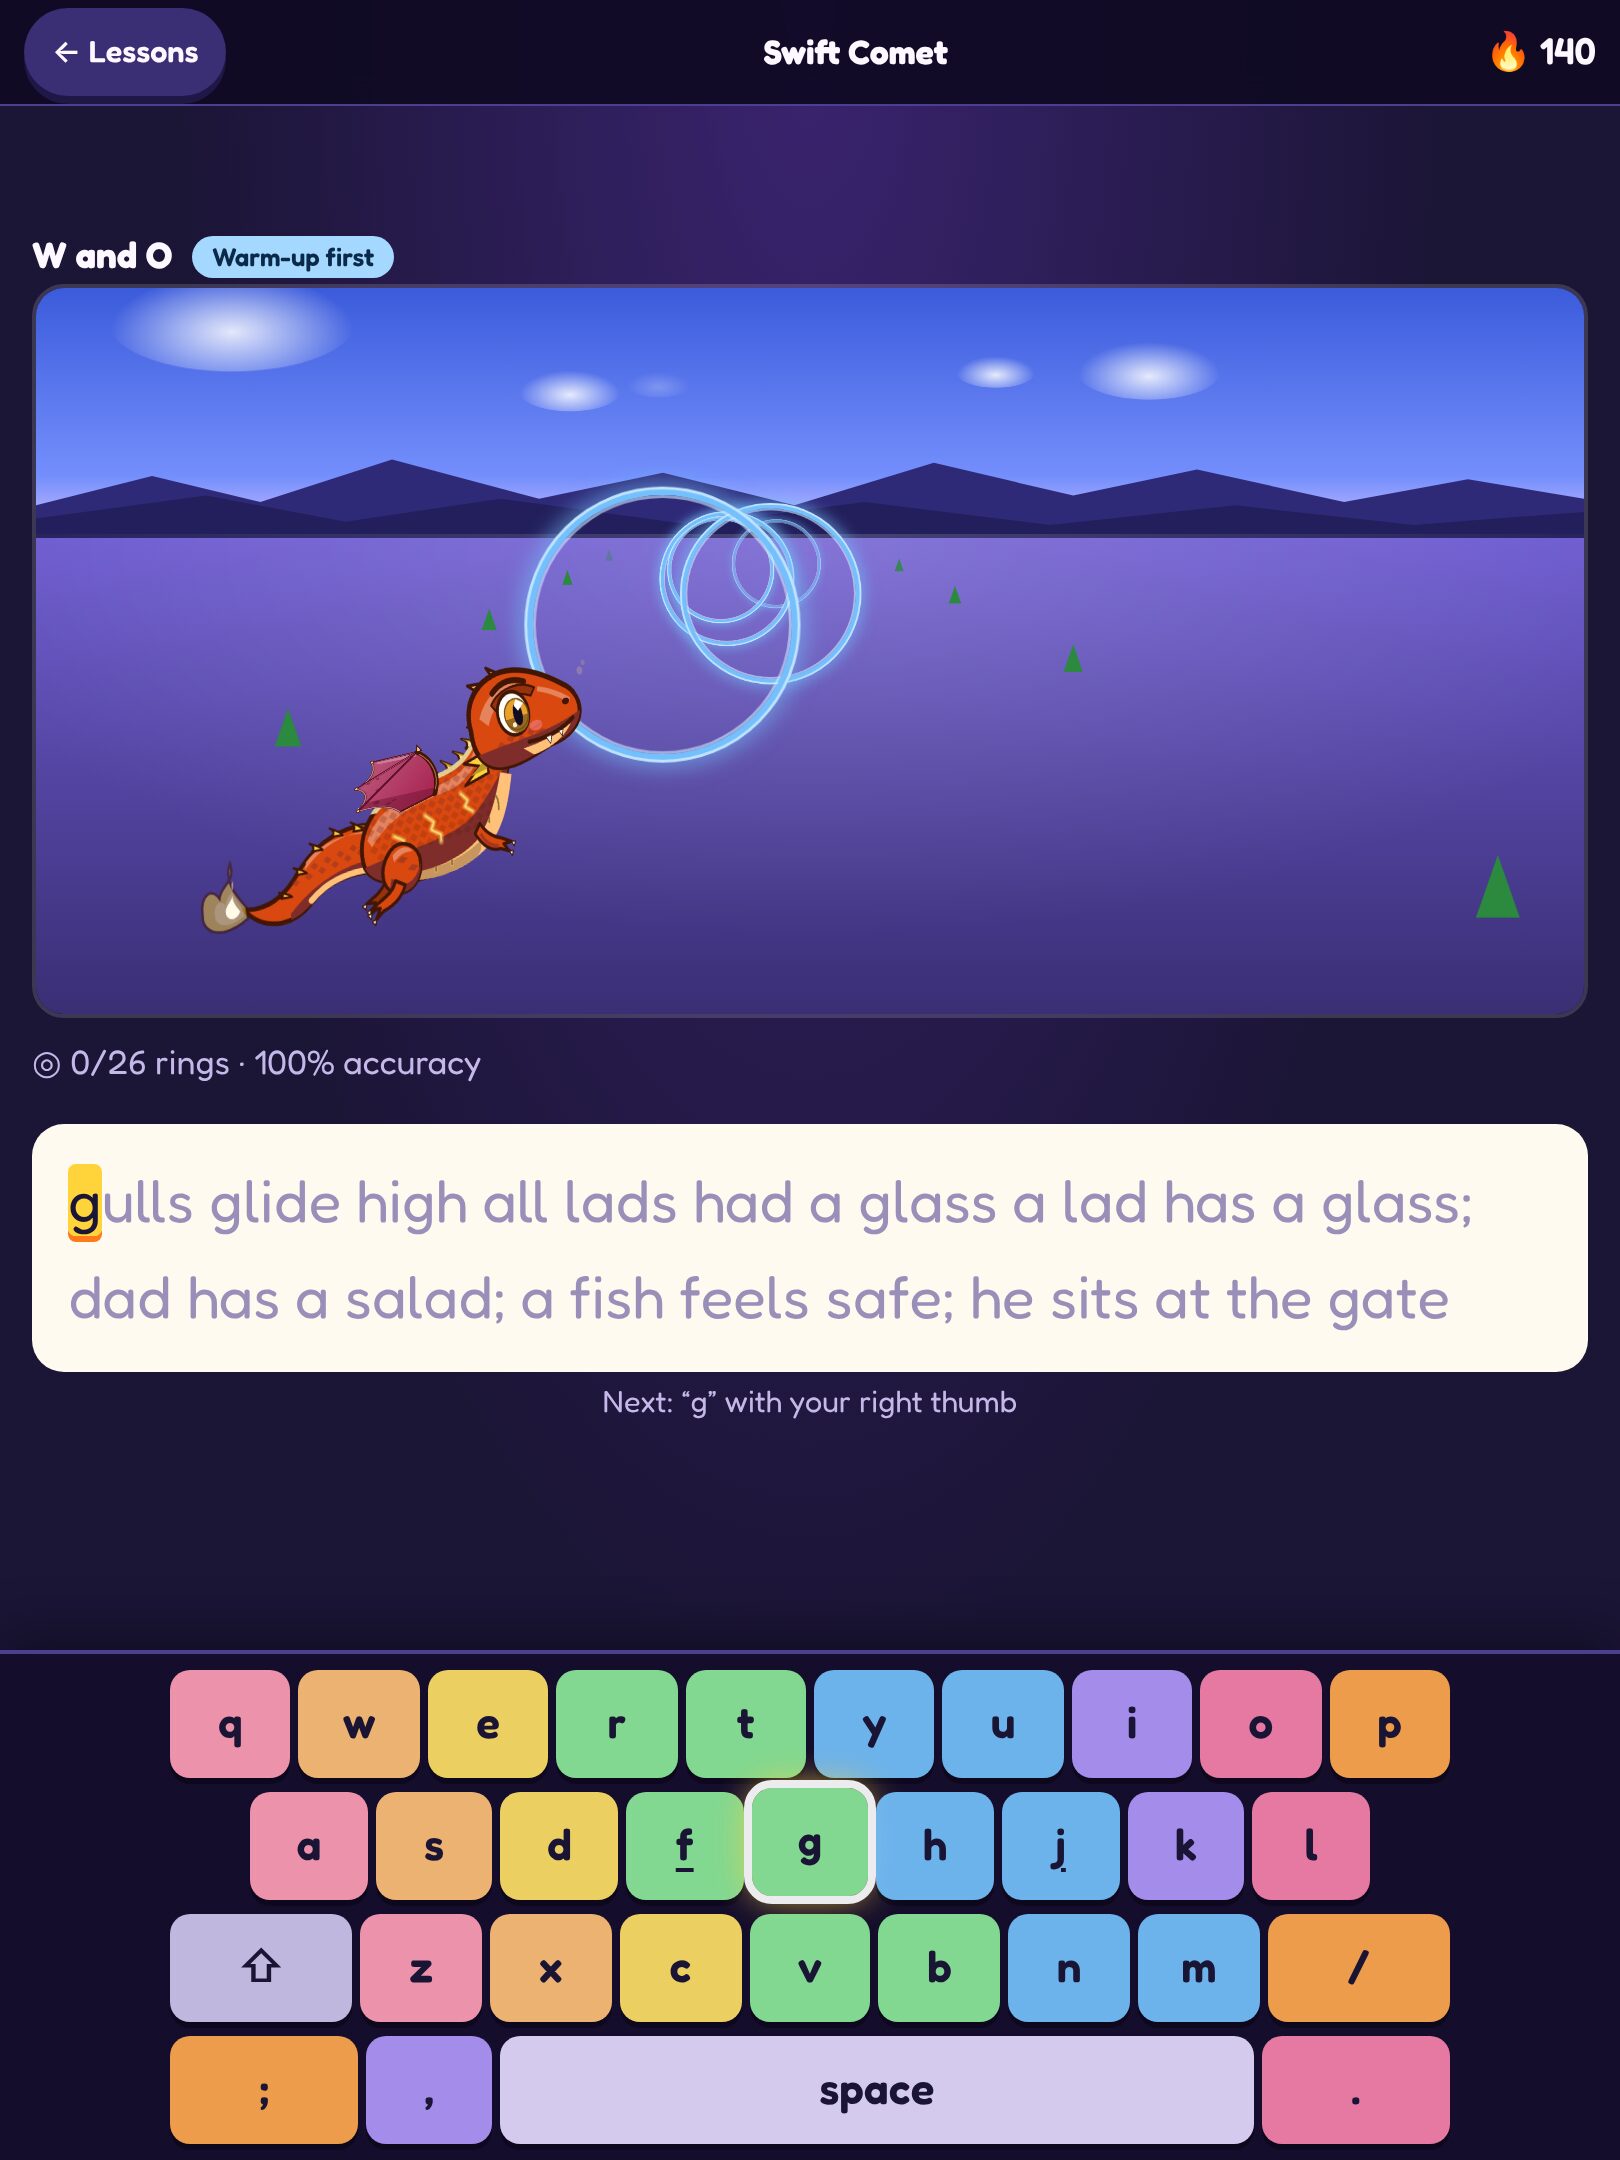 ← Lessons
Swift Comet
🔥 140
W and O
Warm-up first
◎ 0/26 rings · 100% accuracy
gulls glide high all lads had a glass a lad has a glass;
dad has a salad; a fish feels safe; he sits at the gate
Next: “g” with your right thumb
q w e r t y u i o p
a s d f g h j k l
⇧ z x c v b n m /
; , space .